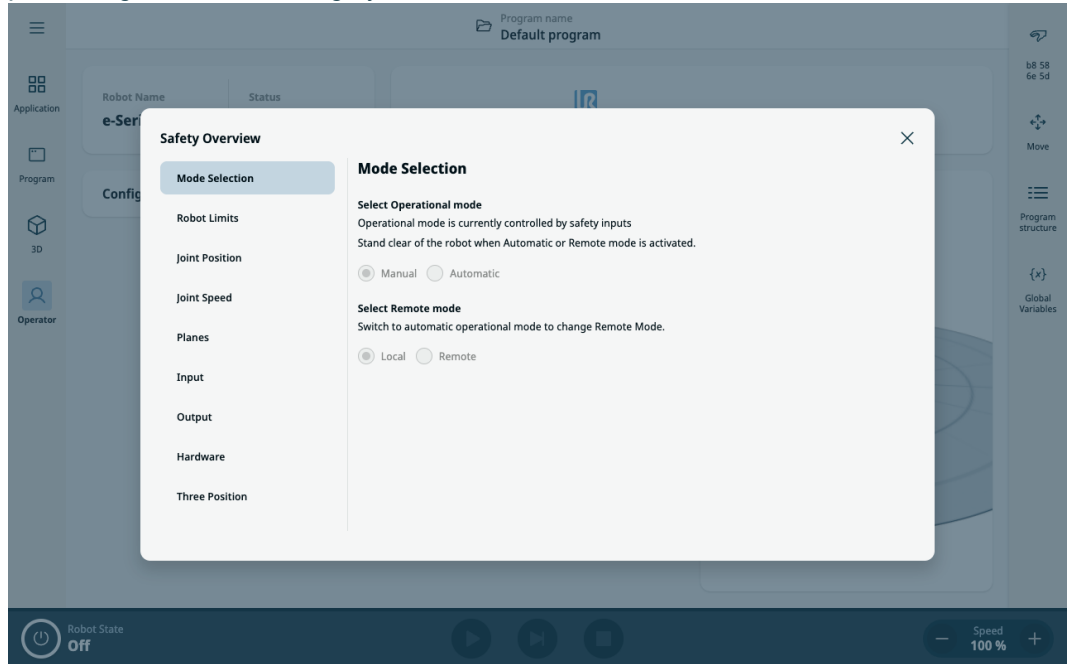 Program name
Default program
b8 58
6e 5d
Application
Robot Name
Status
e-Seri
Safety Overview
Move
Mode Selection
Mode Selection
Program
Config
Select Operational mode
Operational mode is currently controlled by safety inputs
Robot Limits
Program
structure
Stand clear of the robot when Automatic or Remote mode is activated.
3D
Joint Position
Manual
Automatic
Global
Variables
Joint Speed
Select Remote mode
Operator
Switch to automatic operational mode to change Remote Mode.
Planes
Local
Remote
Input
Output
Hardware
Three Position
Robot State
Off
Speed
100 %